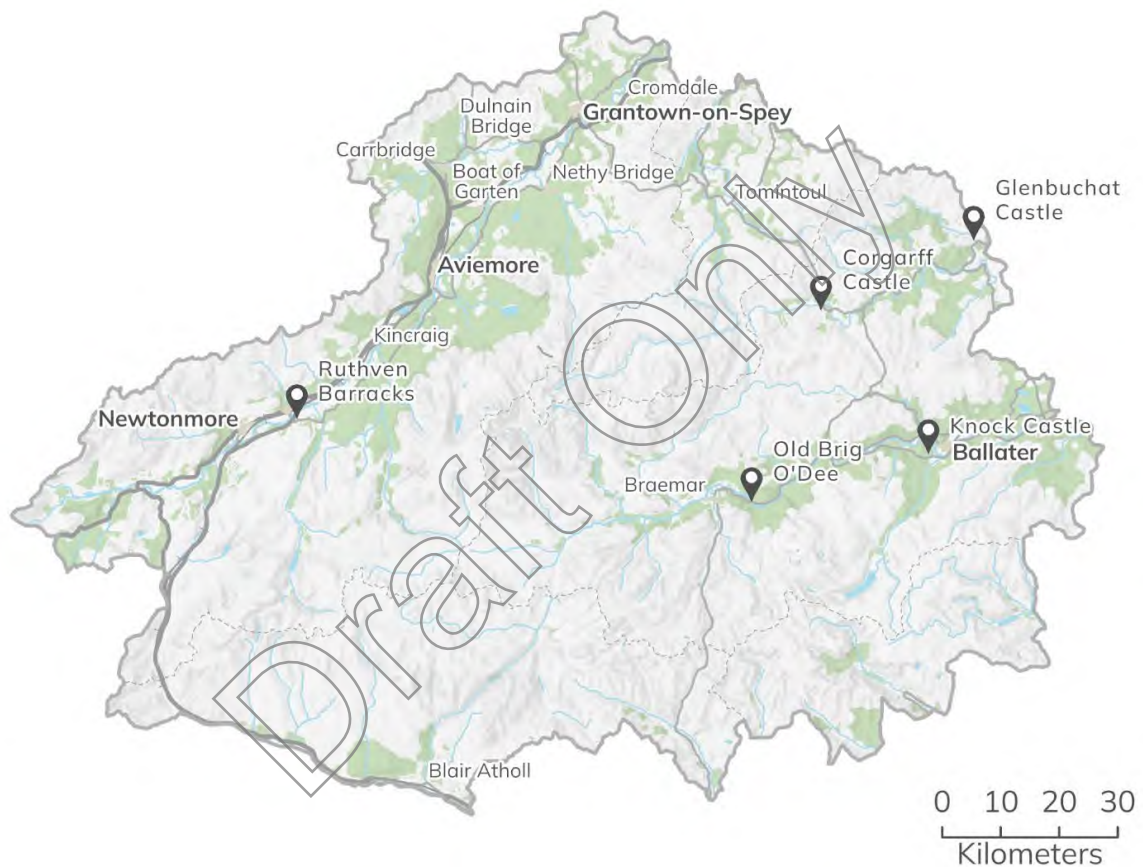 Cromdale
Dulnain
Bridge
Grantown-on-Spey
Carrbridge
Boat of
Garten
Nethy Bridge
Tomintoul
Glenbuchat
Castle
Corgarff
Castle
Aviemore
Kincraig
Ruthven
Barracks
Newtonmore
Knock Castle
Ballater
Old Brig
O'Dee
Braemar
Blair Atholl
Draft Only
0 10 20 30
Kilometers